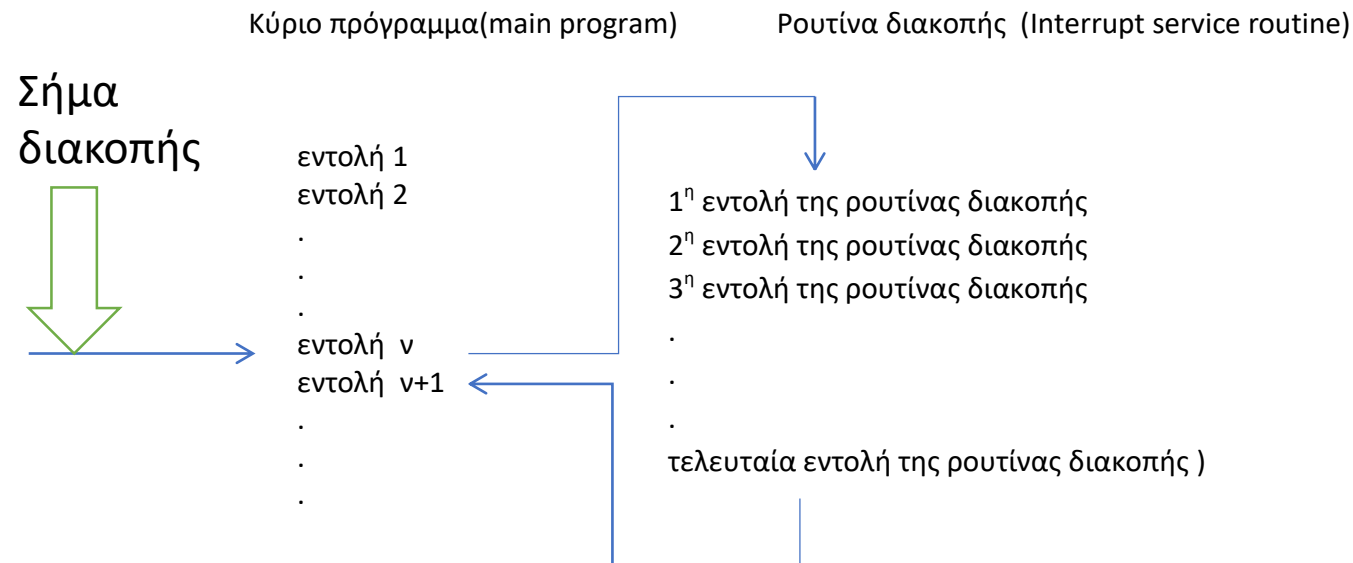 Κύριο πρόγραμμα(main program)
Ρουτίνα διακοπής (Interrupt service routine)
Σήμα
διακοπής
εντολή 1
εντολή 2
.
.
.
εντολή ν
εντολή ν+1
.
.
.
1η εντολή της ρουτίνας διακοπής
2η εντολή της ρουτίνας διακοπής
3η εντολή της ρουτίνας διακοπής
.
.
.
τελευταία εντολή της ρουτίνας διακοπής )